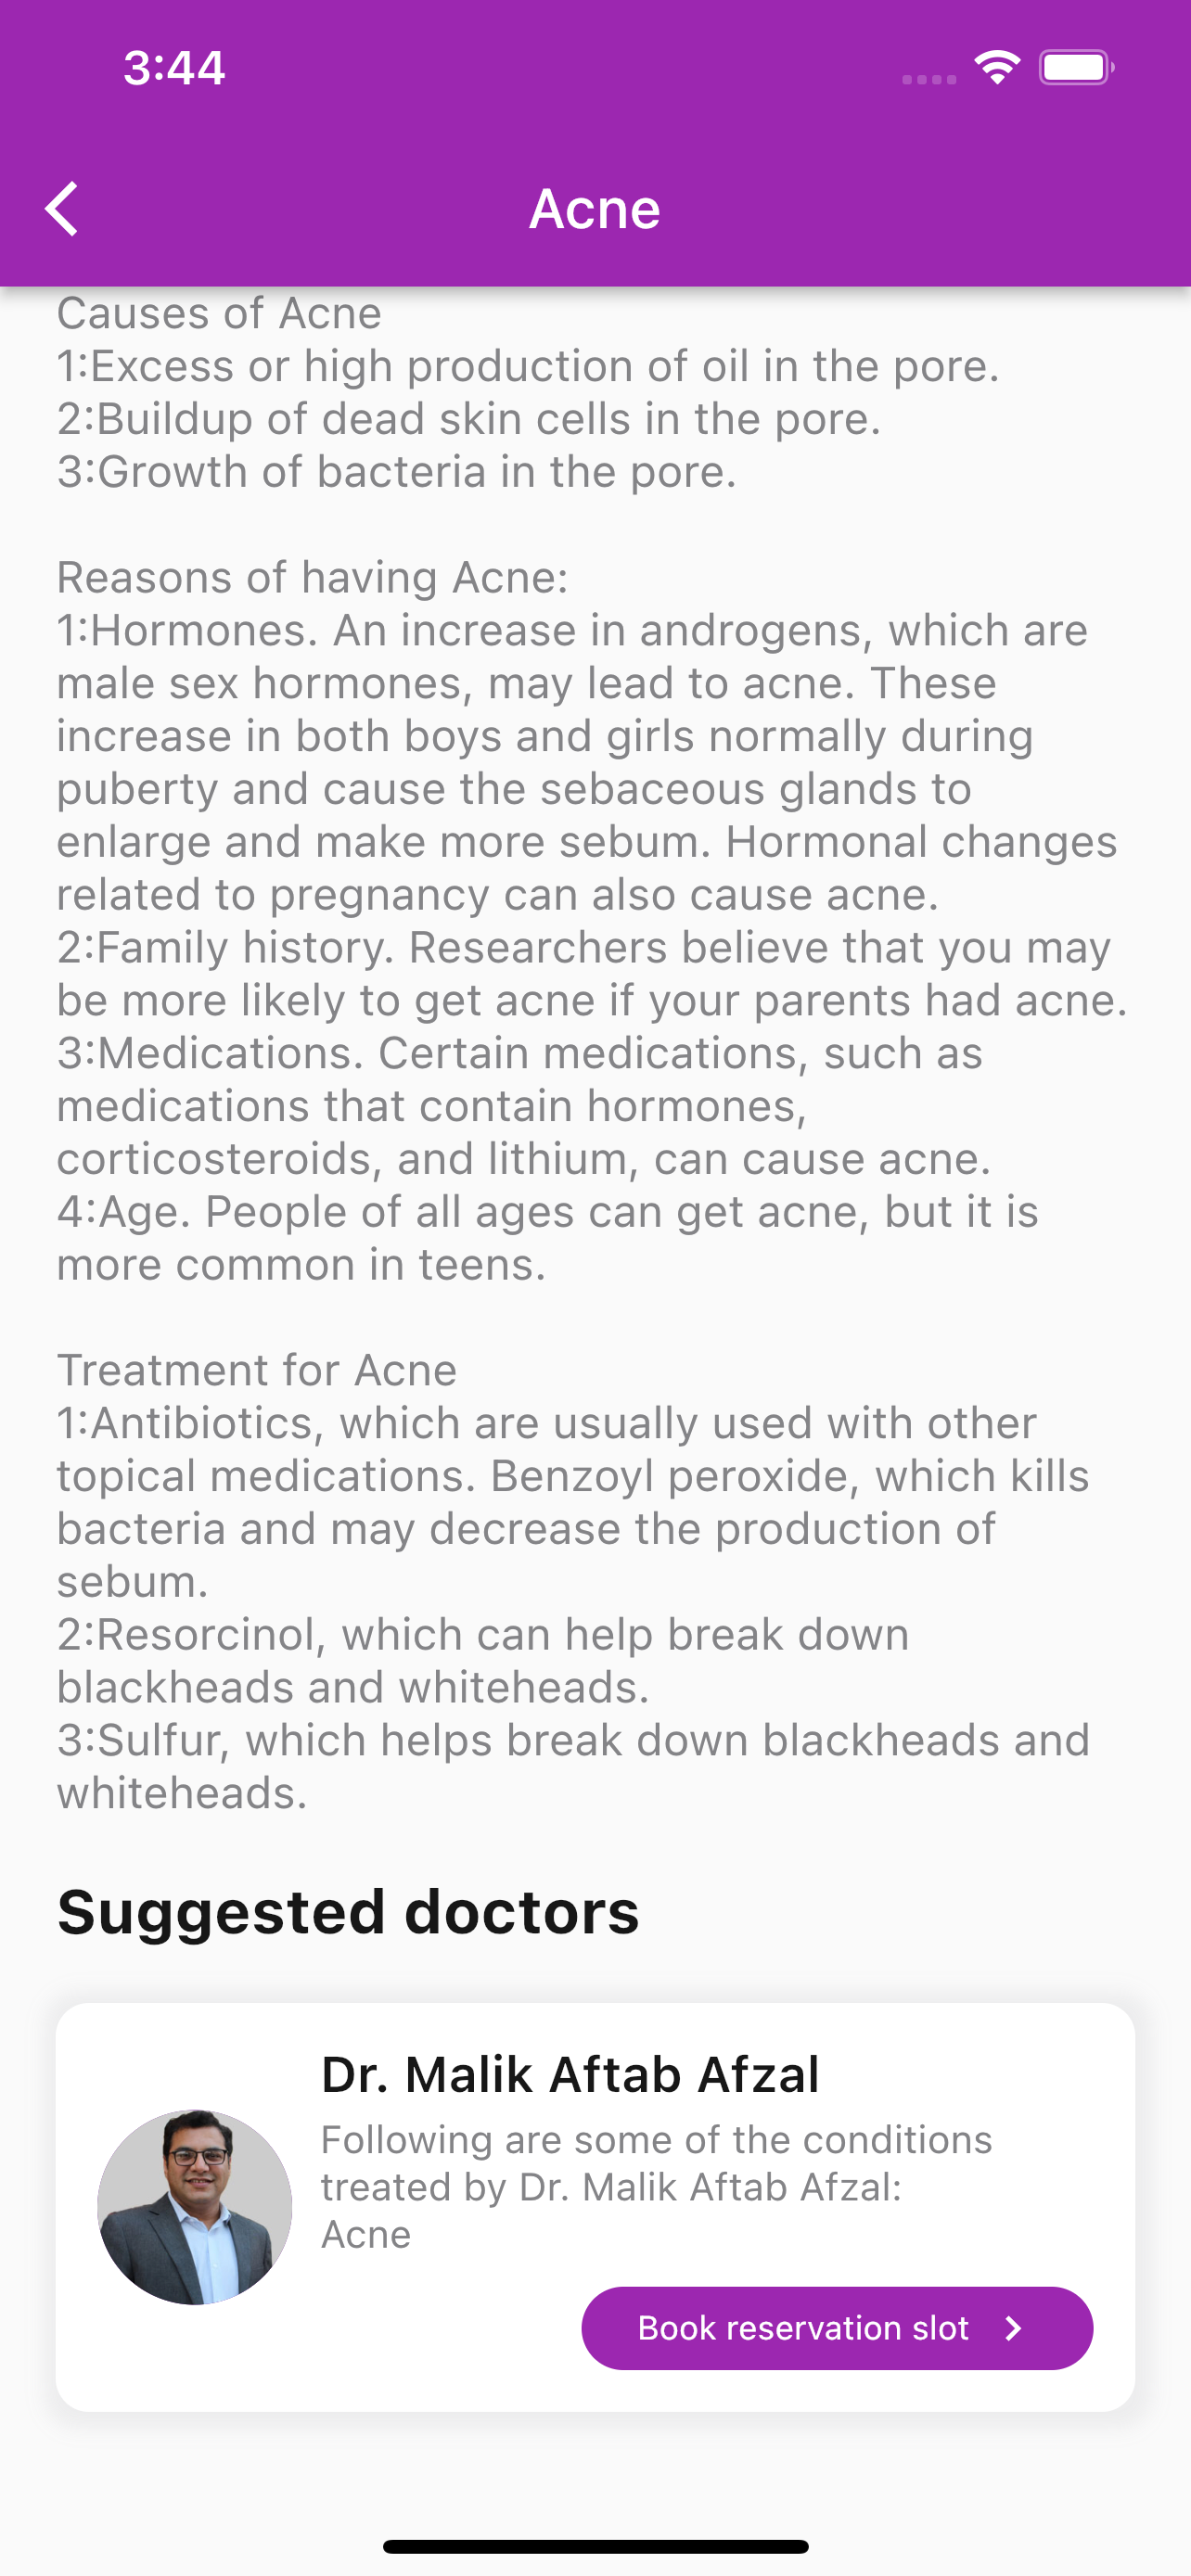 3:44
Acne
Causes of Acne
1:Excess or high production of oil in the pore.
2:Buildup of dead skin cells in the pore.
3:Growth of bacteria in the pore.
Reasons of having Acne:
1:Hormones. An increase in androgens, which are
male sex hormones, may lead to acne. These
increase in both boys and girls normally during
puberty and cause the sebaceous glands to
enlarge and make more sebum. Hormonal changes
related to pregnancy can also cause acne.
2:Family history. Researchers believe that you may
be more likely to get acne if your parents had acne.
3:Medications. Certain medications, such as
medications that contain hormones,
corticosteroids, and lithium, can cause acne.
4:Age. People of all ages can get acne, but it is
more common in teens.
Treatment for Acne
1:Antibiotics, which are usually used with other
topical medications. Benzoyl peroxide, which kills
bacteria and may decrease the production of
sebum.
2:Resorcinol, which can help break down
blackheads and whiteheads.
3:Sulfur, which helps break down blackheads and
whiteheads.
Suggested doctors
Dr. Malik Aftab Afzal
Following are some of the conditions
treated by Dr. Malik Aftab Afzal:
Acne
Book reservation slot